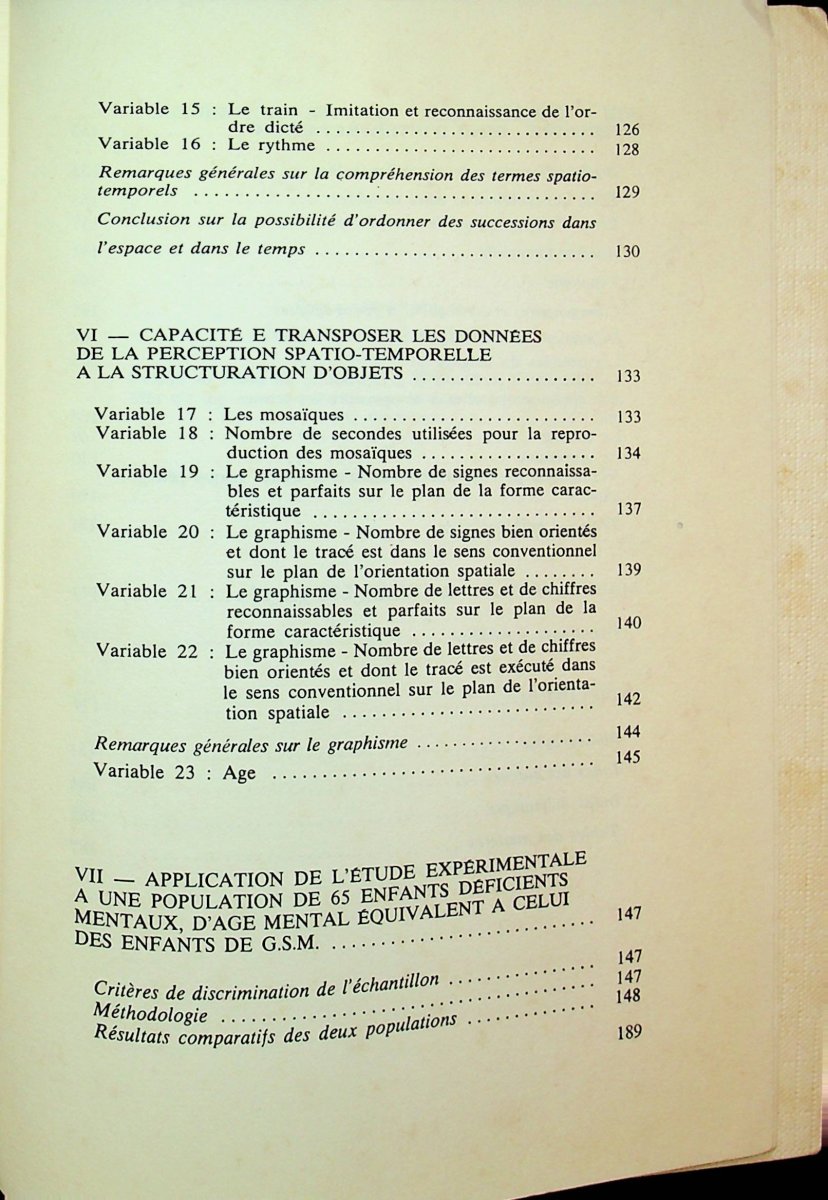 Variable 15 : Le train - Imitation et reconnaissance de l'or-
dre dicté ............................ 126
Variable 16 : Le rythme ........................... 128
Remarques générales sur la compréhension des termes spatio-
temporels ......................................... 129
Conclusion sur la possibilité d'ordonner des successions dans
l'espace et dans le temps ............................ 130
VI — CAPACITÉ E TRANSPOSER LES DONNÉES
DE LA PERCEPTION SPATIO-TEMPORELLE
A LA STRUCTURATION D'OBJETS ................... 133
Variable 17 : Les mosaïques ......................... 133
Variable 18 : Nombre de secondes utilisées pour la repro-
duction des mosaïques .................. 134
Variable 19 : Le graphisme - Nombre de signes reconnaissa-
bles et parfaits sur le plan de la forme carac-
téristique ............................. 137
Variable 20 : Le graphisme - Nombre de signes bien orientés
et dont le tracé est dans le sens conventionnel
sur le plan de l'orientation spatiale ........ 139
Variable 21 : Le graphisme - Nombre de lettres et de chiffres
reconnaissables et parfaits sur le plan de la
forme caractéristique ................... 140
Variable 22 : Le graphisme - Nombre de lettres et de chiffres
bien orientés et dont le tracé est exécuté dans
le sens conventionnel sur le plan de l'orienta-
tion spatiale .......................... 142
Remarques générales sur le graphisme .................. 144
Variable 23 : Age ................................. 145
VII — APPLICATION DE L'ÉTUDE EXPÉRIMENTALE
A UNE POPULATION DE 65 ENFANTS DÉFICIENTS
MENTAUX, D'AGE MENTAL ÉQUIVALENT A CELUI
DES ENFANTS DE G.S.M. ........................... 147
147
Critères de discrimination de l'échantillon ............... 147
Méthodologie ...................................... 148
Résultats comparatifs des deux populations ............. 189